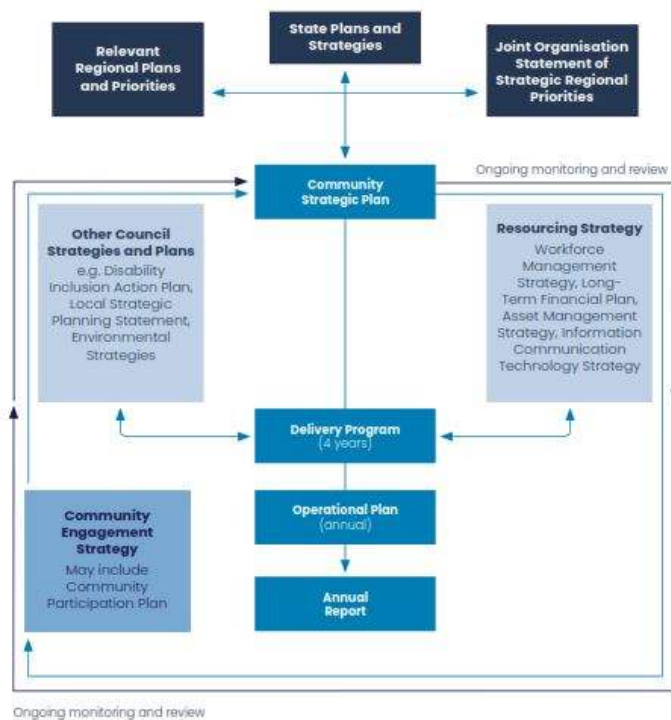 State Plans and
Strategies
Relevant
Regional Plans
and Priorities
Joint Organisation
Statement of
Strategic Regional
Priorities
Ongoing monitoring and review
Community
Strategic Plan
Other Council
Strategies and Plans
e.g. Disability
Inclusion Action Plan,
Local Strategic
Planning Statement,
Environmental
Strategies
Resourcing Strategy
Workforce
Management
Strategy, Long-
Term Financial Plan,
Asset Management
Strategy, Information
Communication
Technology Strategy
Delivery Program
(4 years)
Operational Plan
(annual)
Community
Engagement
Strategy
May include
Community
Participation Plan
Annual
Report
Ongoing monitoring and review